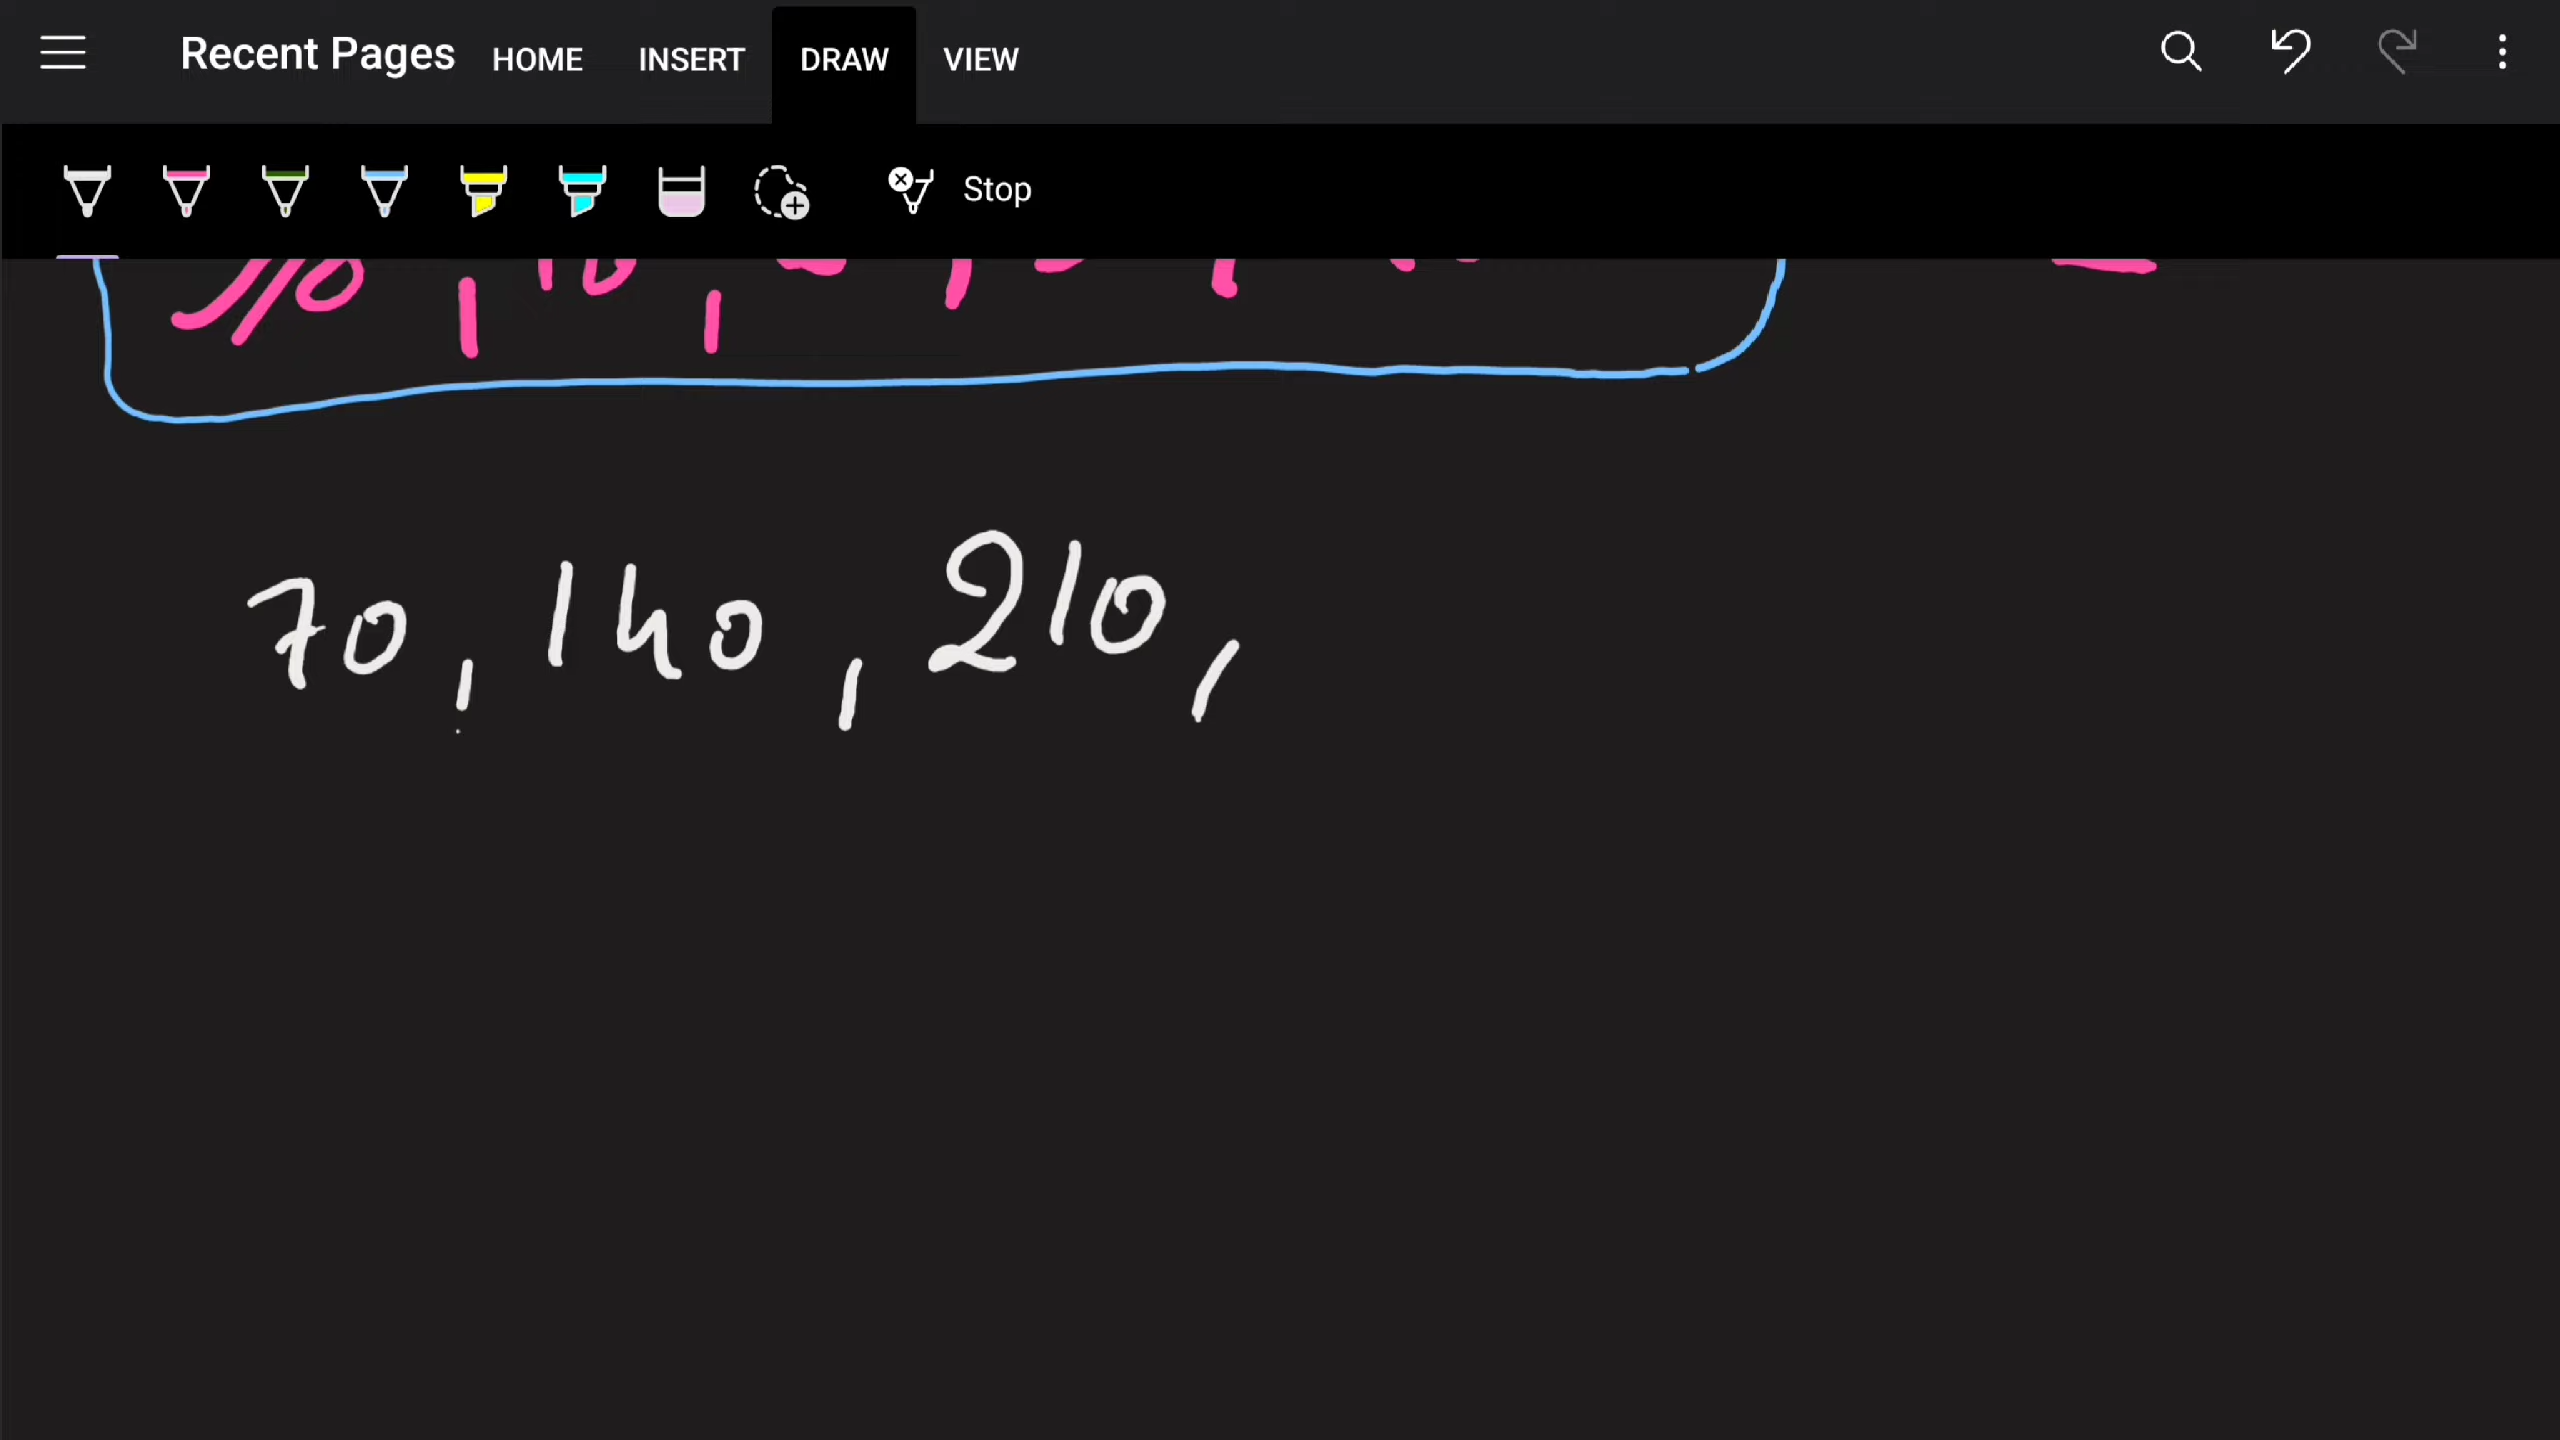 Recent Pages HOME INSERT DRAW VIEW
Stop
70, 140, 210,